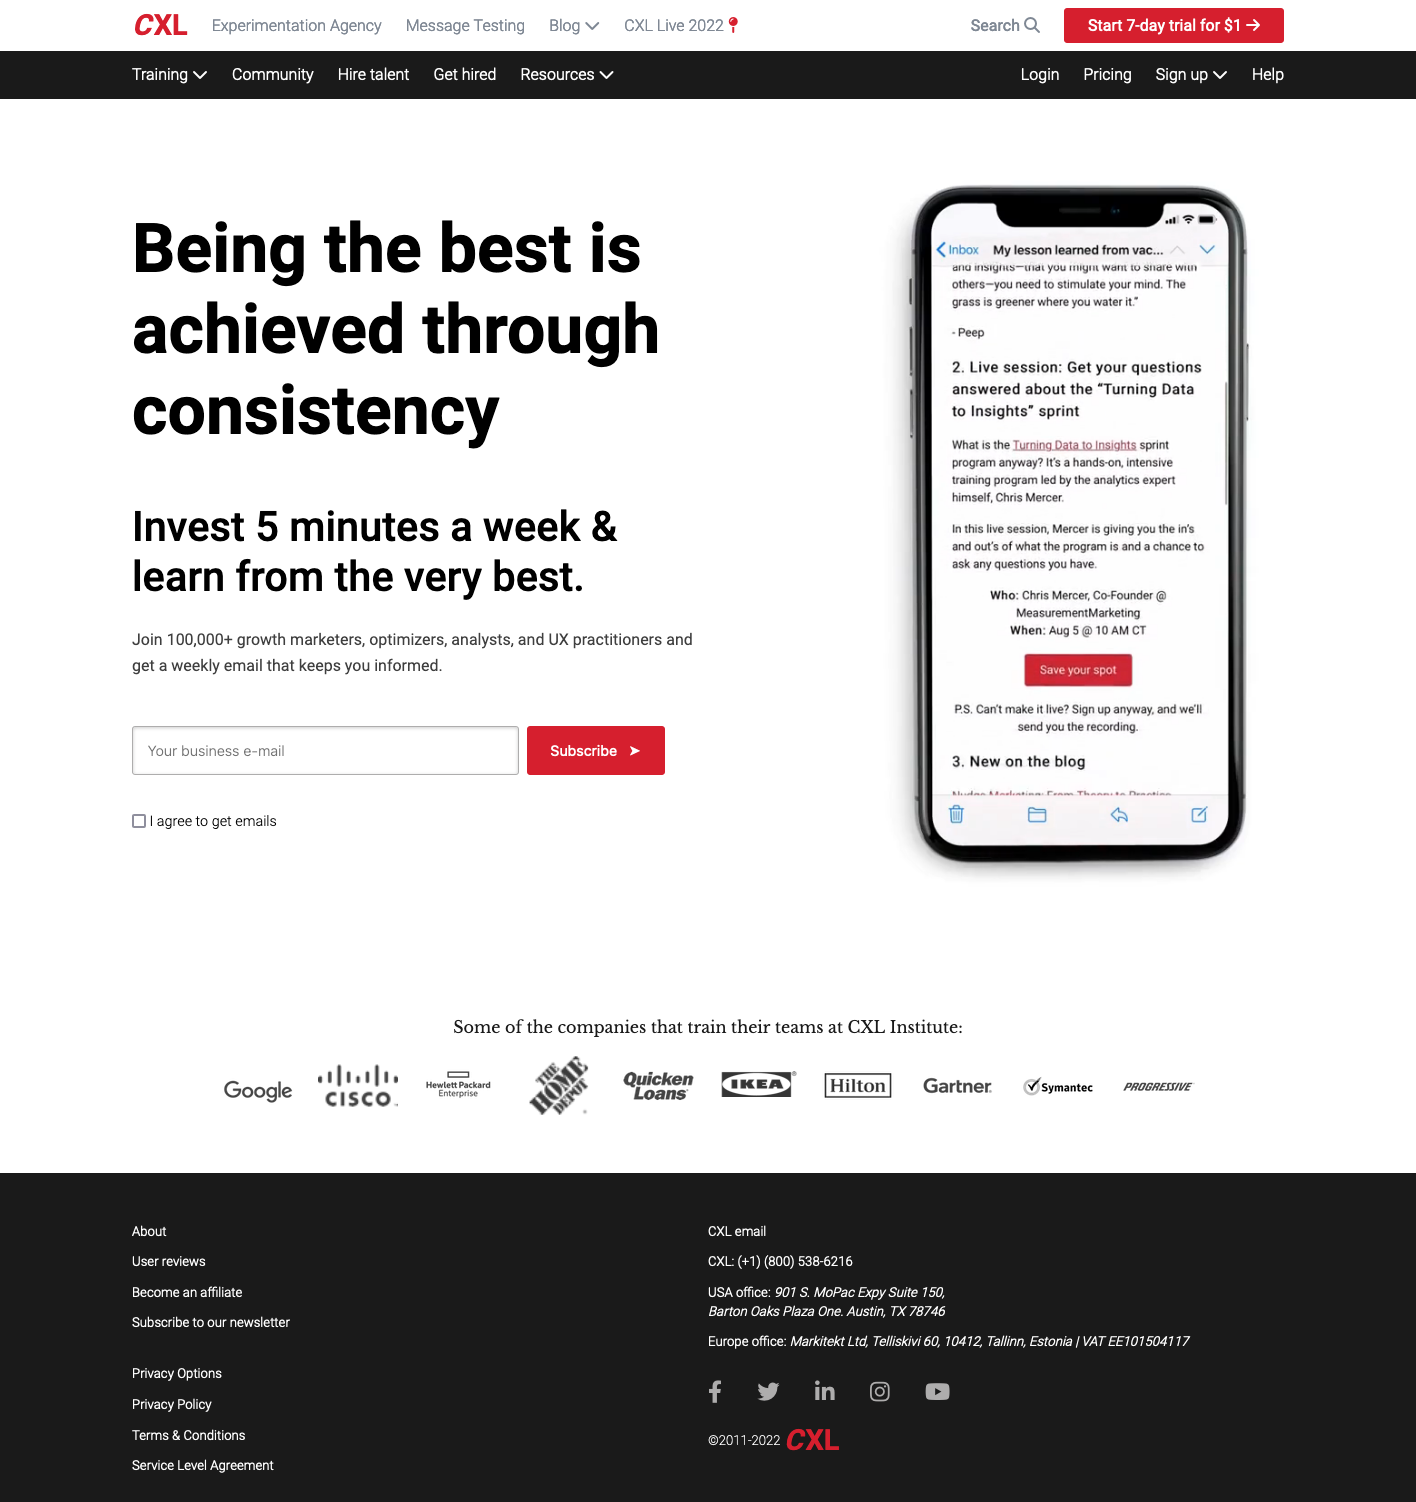 CXL Experimentation Agency Message Testing Blog CXL Live 2022 Search Start 7-day trial for $1 →
Training Community Hire talent Get hired Resources Login Pricing Sign up Help
Being the best is
achieved through
consistency
Invest 5 minutes a week &
learn from the very best.
Join 100,000+ growth marketers, optimizers, analysts, and UX practitioners and
get a weekly email that keeps you informed.
Your business e-mail
Subscribe ➤
I agree to get emails
Inbox My lesson learned from vac...
and insights—that you might want to share with
others—you need to stimulate your mind. The
grass is greener where you water it.”
- Peep
2. Live session: Get your questions
answered about the “Turning Data
to Insights” sprint
What is the Turning Data to Insights sprint
program anyway? It’s a hands-on, intensive
training program led by the analytics expert
himself, Chris Mercer.
In this live session, Mercer is giving you the in’s
and out’s of what the program is and a chance to
ask any questions you have.
Who: Chris Mercer, Co-Founder @
MeasurementMarketing
When: Aug 5 @ 10 AM CT
Save your spot
P.S. Can’t make it live? Sign up anyway, and we’ll
send you the recording.
3. New on the blog
Nudge Marketing: From Theory to Practice
Some of the companies that train their teams at CXL Institute:
Google
CISCO
Hewlett Packard
Enterprise
THE
HOME
DEPOT
Quicken
Loans
IKEA
Hilton
Gartner
Symantec
PROGRESSIVE
About
User reviews
Become an affiliate
Subscribe to our newsletter
Privacy Options
Privacy Policy
Terms & Conditions
Service Level Agreement
CXL email
CXL: (+1) (800) 538-6216
USA office: 901 S. MoPac Expy Suite 150,
Barton Oaks Plaza One. Austin, TX 78746
Europe office: Markitekt Ltd, Telliskivi 60, 10412, Tallinn, Estonia | VAT EE101504117
©2011-2022 CXL